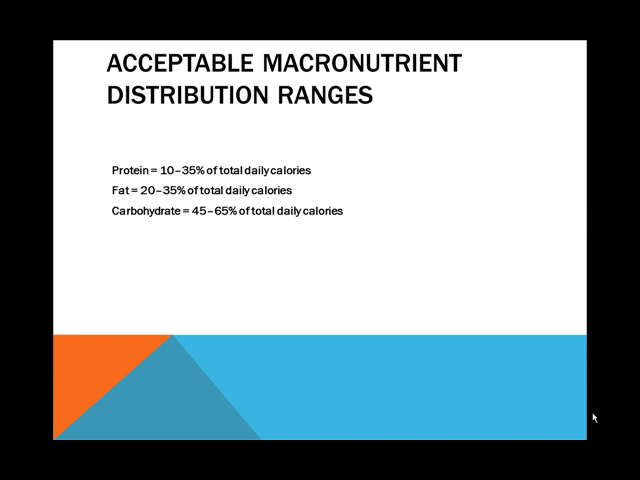 ACCEPTABLE MACRONUTRIENT
DISTRIBUTION RANGES
Protein = 10–35% of total daily calories
Fat = 20–35% of total daily calories
Carbohydrate = 45–65% of total daily calories